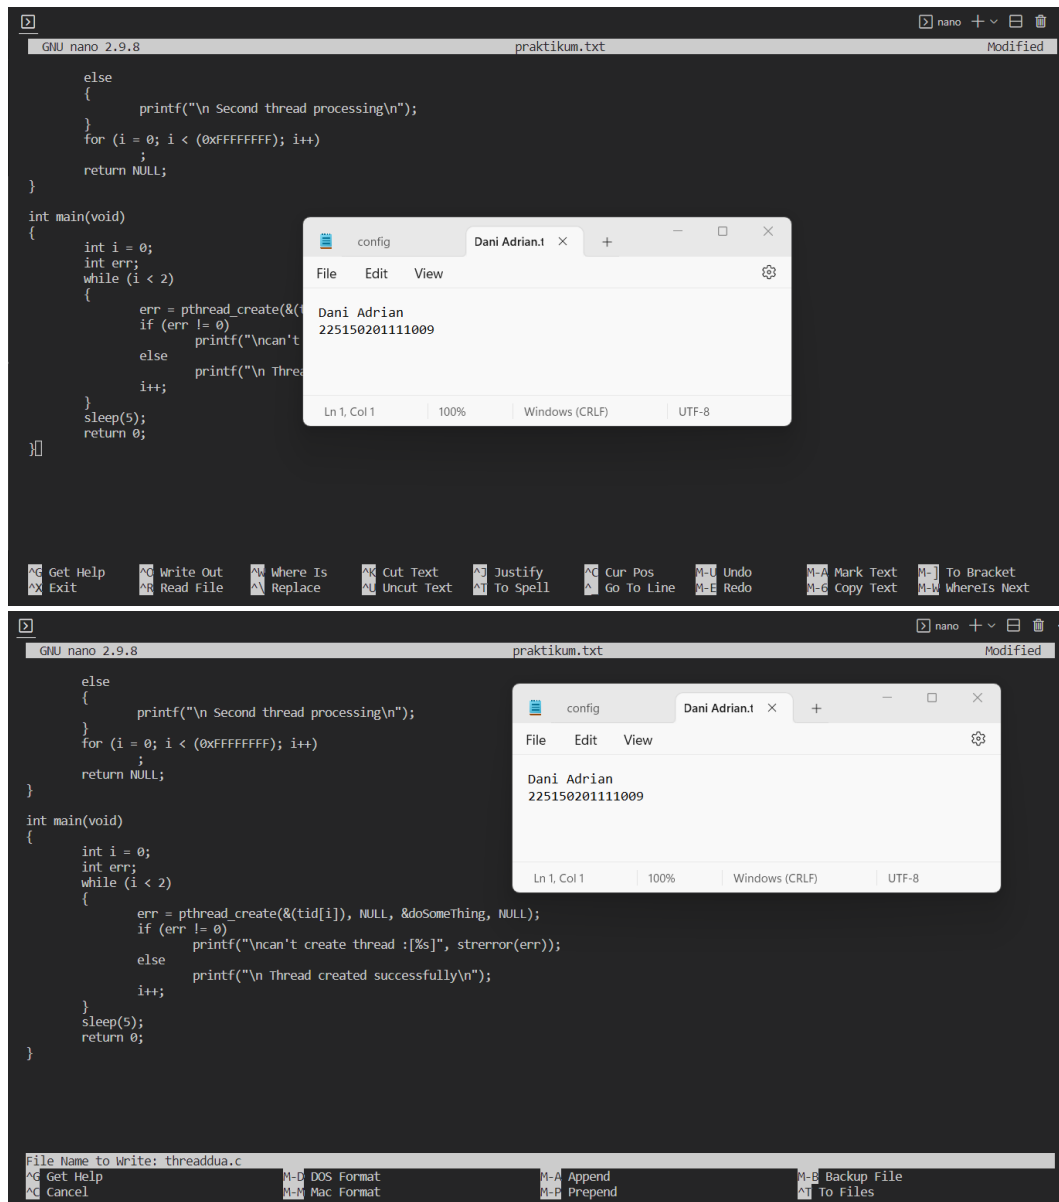 nano
GNU nano 2.9.8 praktikum.txt Modified
else
{
printf("\n Second thread processing\n");
}
for (i = 0; i < (0xFFFFFFFF); i++)
;
return NULL;
}
int main(void)
{
int i = 0;
int err;
while (i < 2)
{
err = pthread_create(&(t
if (err != 0)
printf("\ncan't
else
printf("\n Threa
i++;
}
sleep(5);
return 0;
}
config Dani Adrian.t
File Edit View
Dani Adrian
225150201111009
Ln 1, Col 1 100% Windows (CRLF) UTF-8
^G Get Help ^O Write Out ^W Where Is ^K Cut Text ^J Justify ^C Cur Pos M-U Undo M-A Mark Text M-] To Bracket
^X Exit ^R Read File ^\ Replace ^U Uncut Text ^T To Spell ^_ Go To Line M-E Redo M-6 Copy Text M-W WhereIs Next
nano
GNU nano 2.9.8 praktikum.txt Modified
else
{
printf("\n Second thread processing\n");
}
for (i = 0; i < (0xFFFFFFFF); i++)
;
return NULL;
}
int main(void)
{
int i = 0;
int err;
while (i < 2)
{
err = pthread_create(&(tid[i]), NULL, &doSomeThing, NULL);
if (err != 0)
printf("\ncan't create thread :[%s]", strerror(err));
else
printf("\n Thread created successfully\n");
i++;
}
sleep(5);
return 0;
}
config Dani Adrian.t
File Edit View
Dani Adrian
225150201111009
Ln 1, Col 1 100% Windows (CRLF) UTF-8
File Name to Write: threaddua.c
^G Get Help M-D DOS Format M-A Append M-B Backup File
^C Cancel M-M Mac Format M-P Prepend ^T To Files